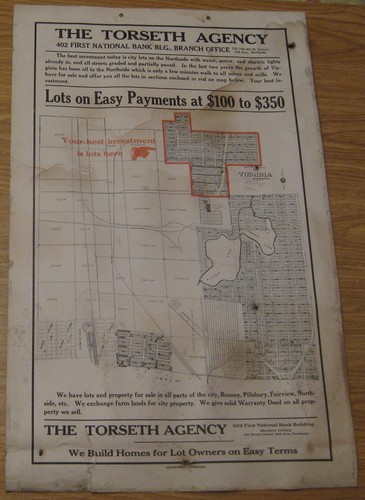 THE TORSETH AGENCY
402 FIRST NATIONAL BANK BLG., BRANCH OFFICE
The best investment today is city lots on the Northside with water, sewer, and electric lights
already in, and all streets graded and partially paved. In the last two years the growth of Vir-
ginia has been all to the Northside which is only a few minutes walk to all mines and mills. We
have for sale and offer you all the lots in sections enclosed in red on map below. Your best in-
vestment.
Lots on Easy Payments at $100 to $350
Your best investment
is lots here
VIRGINIA
We have lots and property for sale in all parts of the city, Rooney, Pillsbury, Fairview, North-
side, etc. We exchange farm lands for city property. We give solid Warranty Deed on all prop-
erty we sell.
THE TORSETH AGENCY
402 First National Bank Building
BRANCH OFFICE
We Build Homes for Lot Owners on Easy Terms